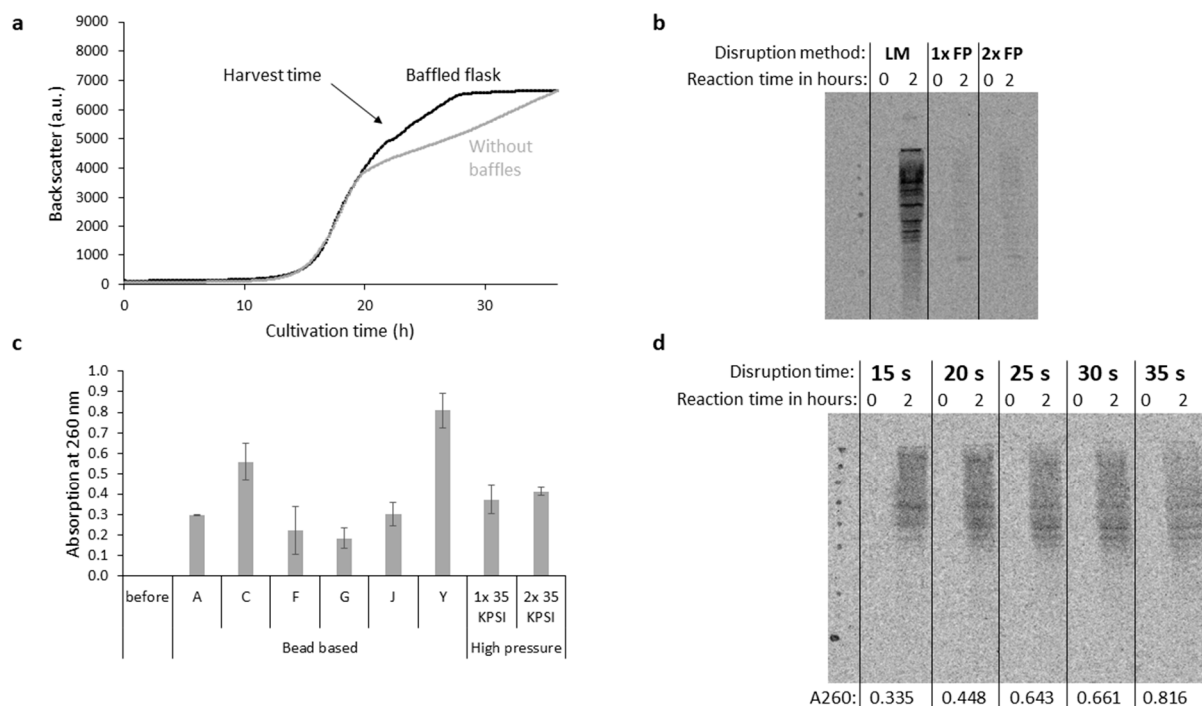 a
9000
8000
7000
6000
5000
4000
3000
2000
1000
0
Backscatter (a.u.)
Harvest time
Baffled flask
Without
baffles
0 10 20 30
Cultivation time (h)
b
Disruption method: LM 1x FP 2x FP
Reaction time in hours: 0 2 0 2 0 2
c
1.0
0.9
0.8
0.7
0.6
0.5
0.4
0.3
0.2
0.1
0.0
Absorption at 260 nm
before A C F G J Y 1x 35 2x 35
KPSI KPSI
Bead based High pressure
d
Disruption time: 15 s 20 s 25 s 30 s 35 s
Reaction time in hours: 0 2 0 2 0 2 0 2 0 2
A260: 0.335 0.448 0.643 0.661 0.816